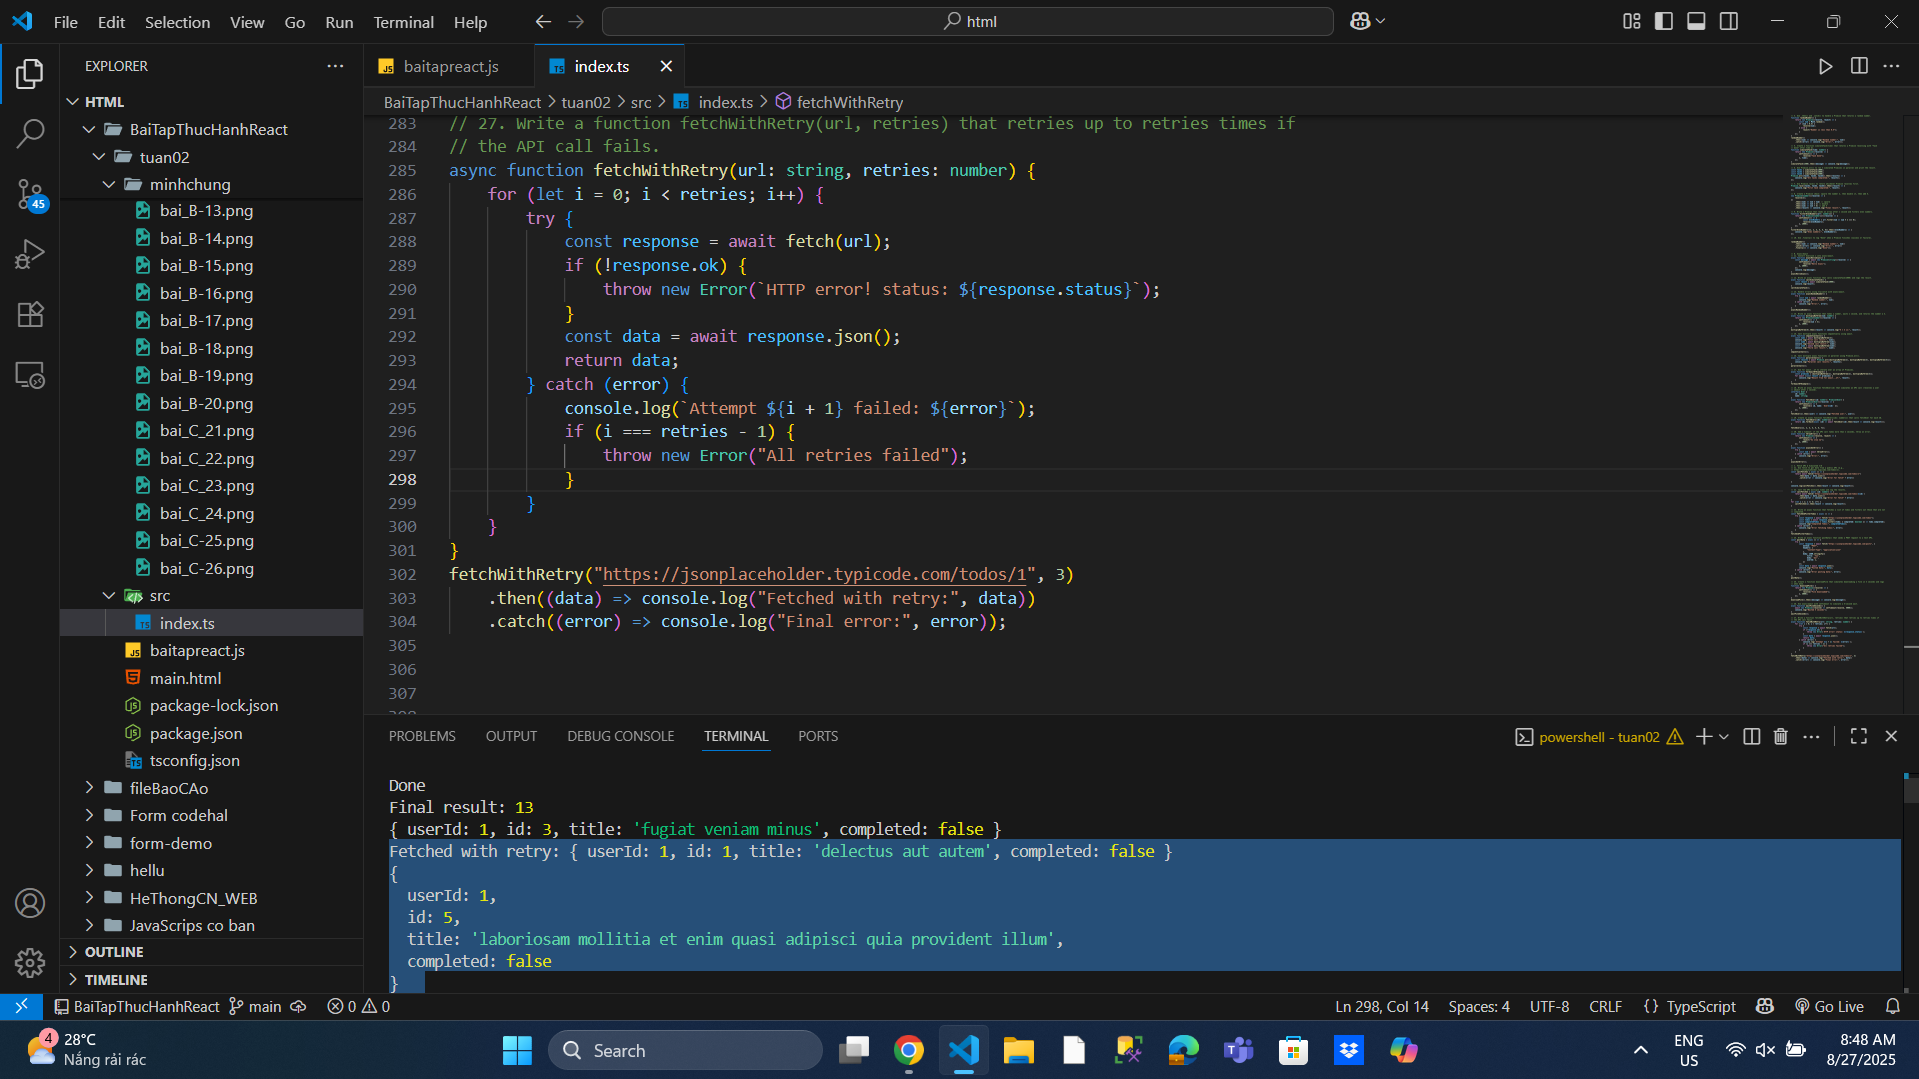 File Edit Selection View Go Run Terminal Help
html
EXPLORER
baitapreact.js
index.ts
HTML
BaiTapThucHanhReact
tuan02
minhchung
bai_B-13.png
bai_B-14.png
bai_B-15.png
bai_B-16.png
bai_B-17.png
bai_B-18.png
bai_B-19.png
bai_B-20.png
bai_C_21.png
bai_C_22.png
bai_C_23.png
bai_C_24.png
bai_C-25.png
bai_C-26.png
src
index.ts
baitapreact.js
main.html
package-lock.json
package.json
tsconfig.json
fileBaoCAo
Form codehal
form-demo
hellu
HeThongCN_WEB
JavaScrips co ban
OUTLINE
TIMELINE
45
BaiTapThucHanhReact > tuan02 > src > index.ts > fetchWithRetry
283 // 27. Write a function fetchWithRetry(url, retries) that retries up to retries times if
284 // the API call fails.
285 async function fetchWithRetry(url: string, retries: number) {
286 for (let i = 0; i < retries; i++) {
287 try {
288 const response = await fetch(url);
289 if (!response.ok) {
290 throw new Error(`HTTP error! status: ${response.status}`);
291 }
292 const data = await response.json();
293 return data;
294 } catch (error) {
295 console.log(`Attempt ${i + 1} failed: ${error}`);
296 if (i === retries - 1) {
297 throw new Error("All retries failed");
298 }
299 }
300 }
301 }
302 fetchWithRetry("https://jsonplaceholder.typicode.com/todos/1", 3)
303 .then((data) => console.log("Fetched with retry:", data))
304 .catch((error) => console.log("Final error:", error));
305
306
307
PROBLEMS OUTPUT DEBUG CONSOLE TERMINAL PORTS
powershell - tuan02
Done
Final result: 13
{ userId: 1, id: 3, title: 'fugiat veniam minus', completed: false }
Fetched with retry: { userId: 1, id: 1, title: 'delectus aut autem', completed: false }
{
userId: 1,
id: 5,
title: 'laboriosam mollitia et enim quasi adipisci quia provident illum',
completed: false
}
BaiTapThucHanhReact main 0 0
Ln 298, Col 14 Spaces: 4 UTF-8 CRLF {} TypeScript Go Live
4
28°C
Nắng rải rác
Search
ENG
US
8:48 AM
8/27/2025